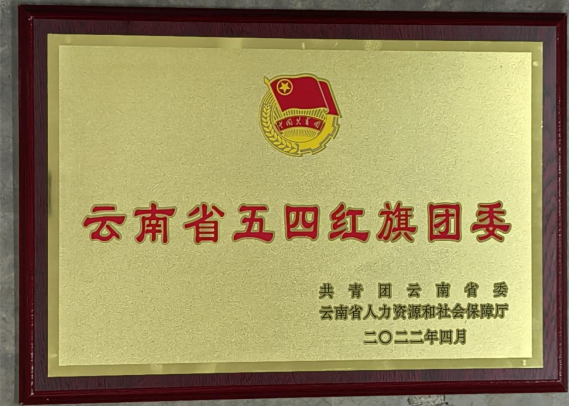 中国共青团
云南省五四红旗团委
共青团云南省委
云南省人力资源和社会保障厅
二〇二二年四月